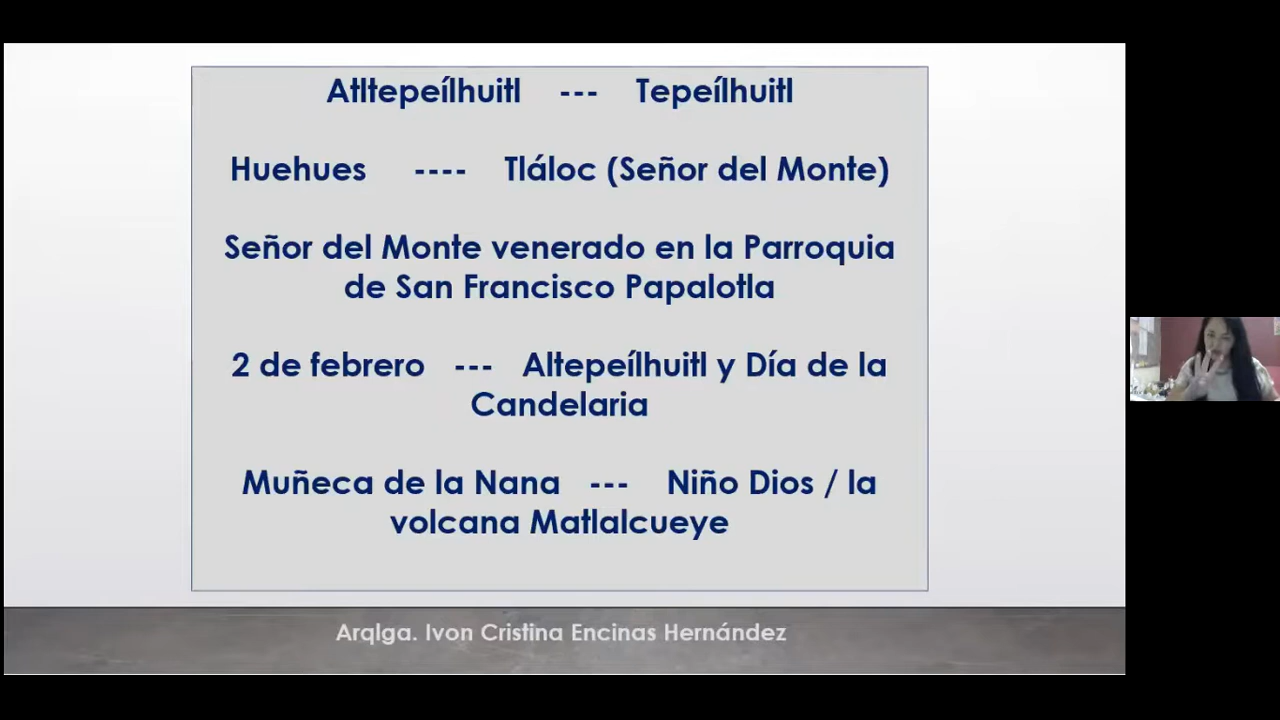 Atltepeílhuitl --- Tepeílhuitl
Huehues ---- Tláloc (Señor del Monte)
Señor del Monte venerado en la Parroquia
de San Francisco Papalotla
2 de febrero --- Altepeílhuitl y Día de la
Candelaria
Muñeca de la Nana --- Niño Dios / la
volcana Matlalcueye
Arqlga. Ivon Cristina Encinas Hernández